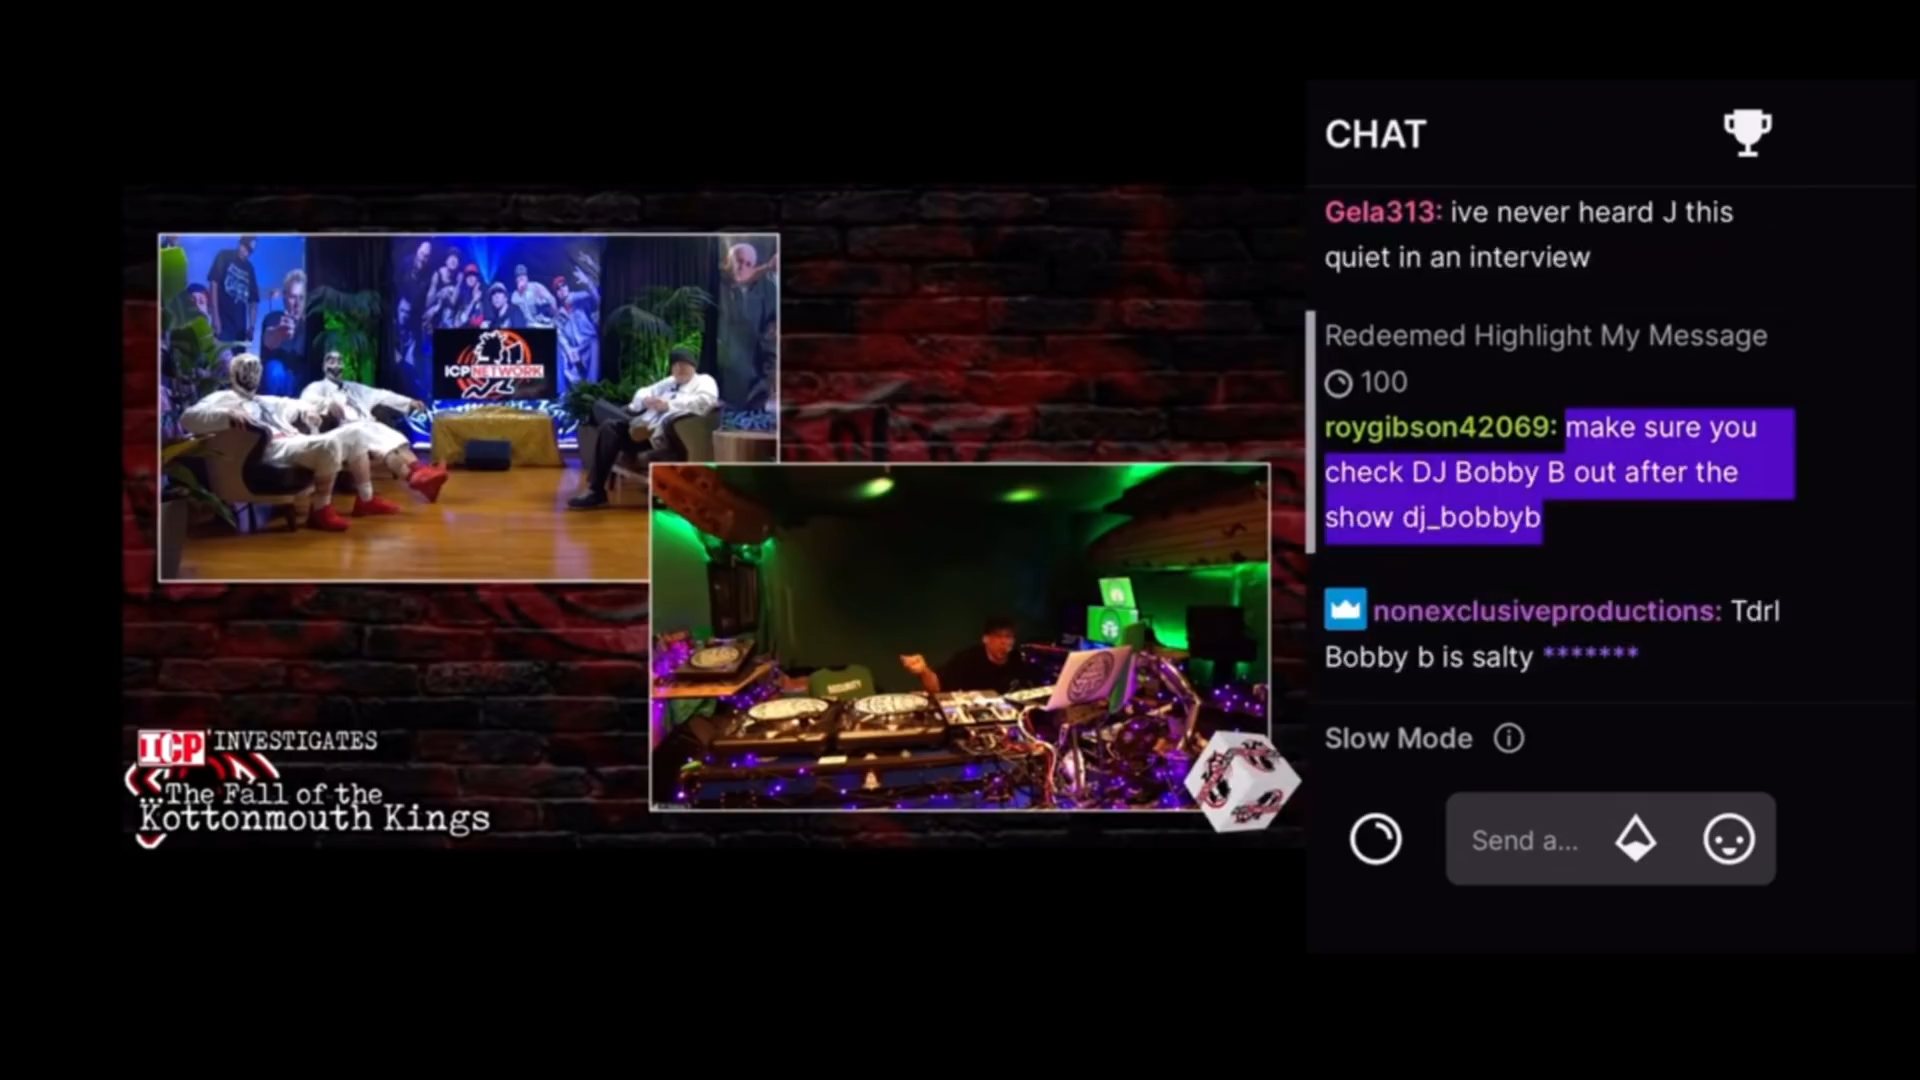 ICP NETWORK
SECURITY
ICP INVESTIGATES
The Fall of the
Kottonmouth Kings
CHAT
Gela313: ive never heard J this
quiet in an interview
Redeemed Highlight My Message
100
roygibson42069: make sure you
check DJ Bobby B out after the
show dj_bobbyb
nonexclusiveproductions: Tdrl
Bobby b is salty *******
Slow Mode
Send a...